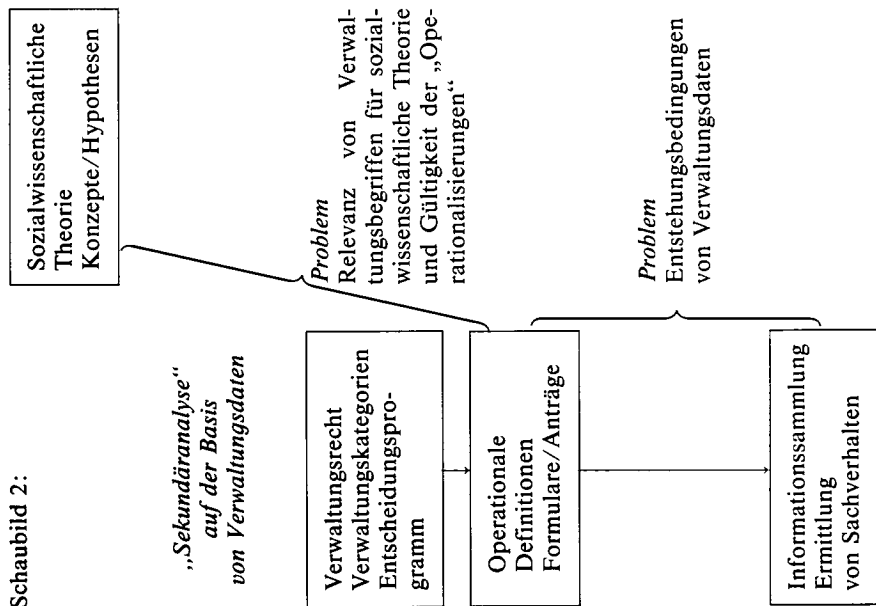 Schaubild 2:
„Sekundäranalyse“
auf der Basis
von Verwaltungsdaten
Sozialwissenschaftliche
Theorie
Konzepte/Hypothesen
Verwaltungsrecht
Verwaltungskategorien
Entscheidungspro-
gramm
Problem
Relevanz von Verwal-
tungsbegriffen für sozial-
wissenschaftliche Theorie
und Gültigkeit der „Ope-
rationalisierungen“
Operationale
Definitionen
Formulare/Anträge
Problem
Entstehungsbedingungen
von Verwaltungsdaten
Informationssammlung
Ermittlung
von Sachverhalten